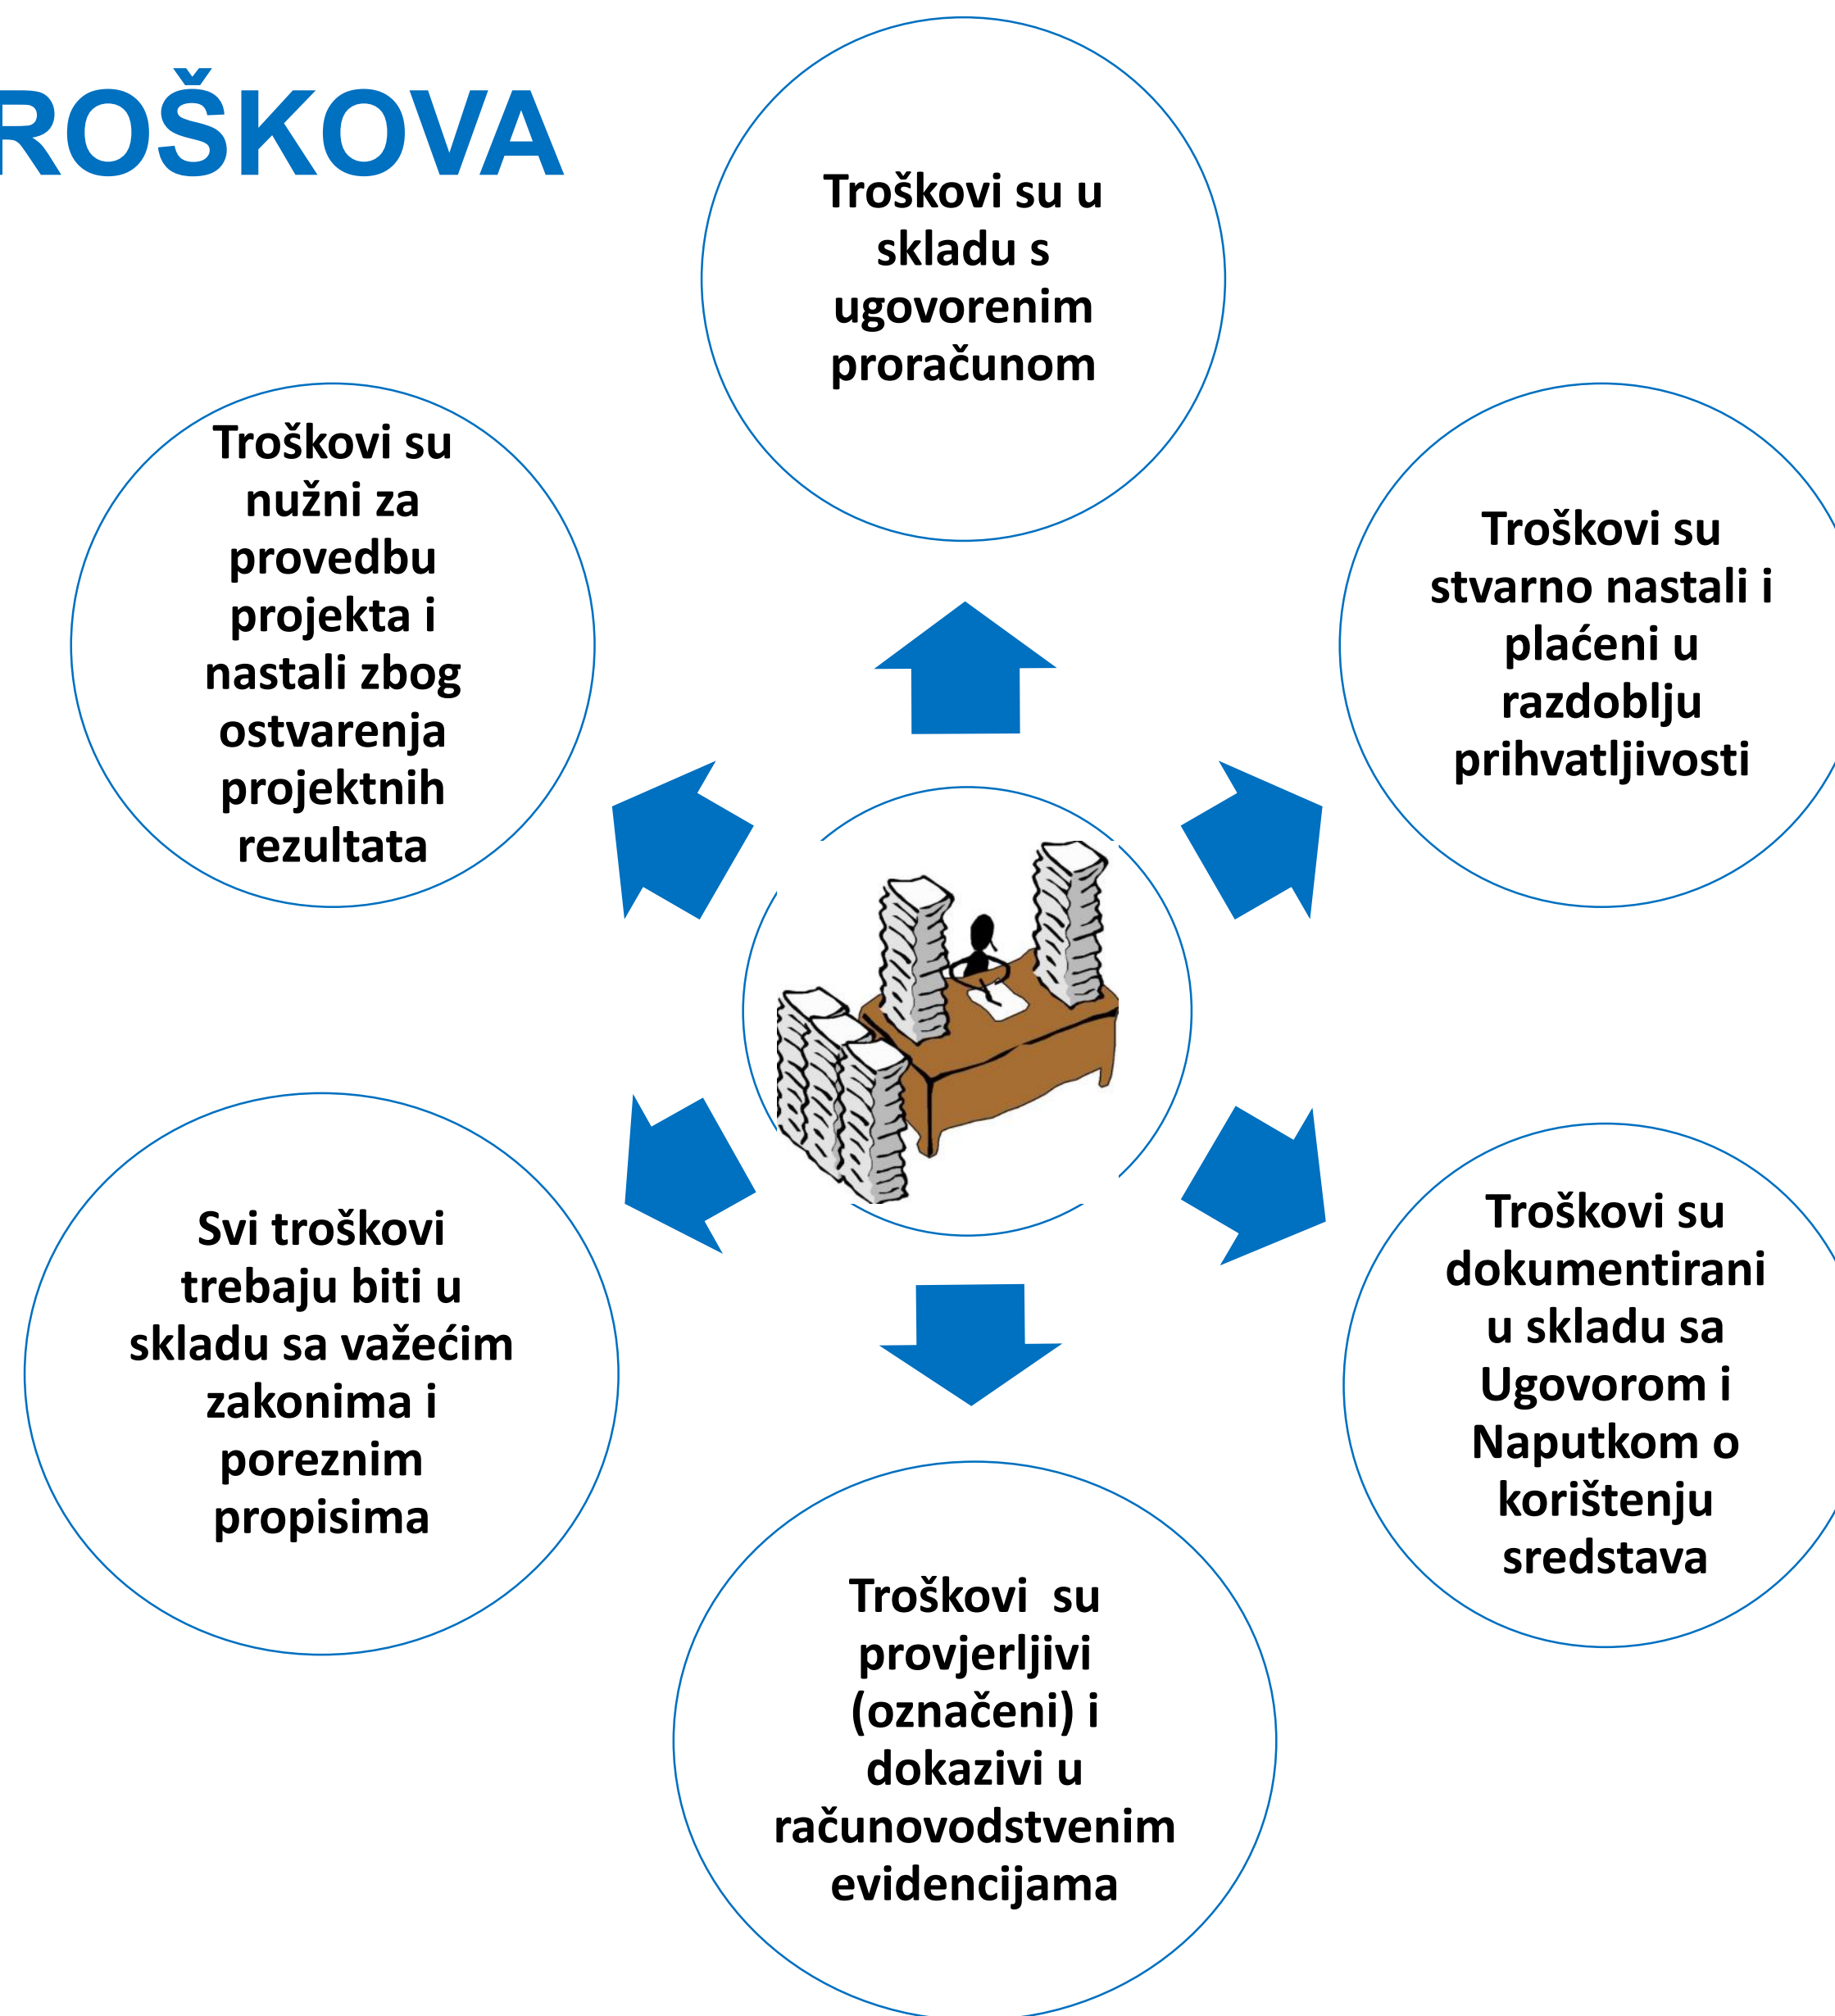 ROŠKOVA
Troškovi su u
skladu s
ugovorenim
proračunom
Troškovi su
stvarno nastali i
plaćeni u
razdoblju
prihvatljivosti
Troškovi su
dokumentirani
u skladu sa
Ugovorom i
Naputkom o
korištenju
sredstava
Troškovi su
provjerljivi
(označeni) i
dokazivi u
računovodstvenim
evidencijama
Svi troškovi
trebaju biti u
skladu sa važećim
zakonima i
poreznim
propisima
Troškovi su
nužni za
provedbu
projekta i
nastali zbog
ostvarenja
projektnih
rezultata